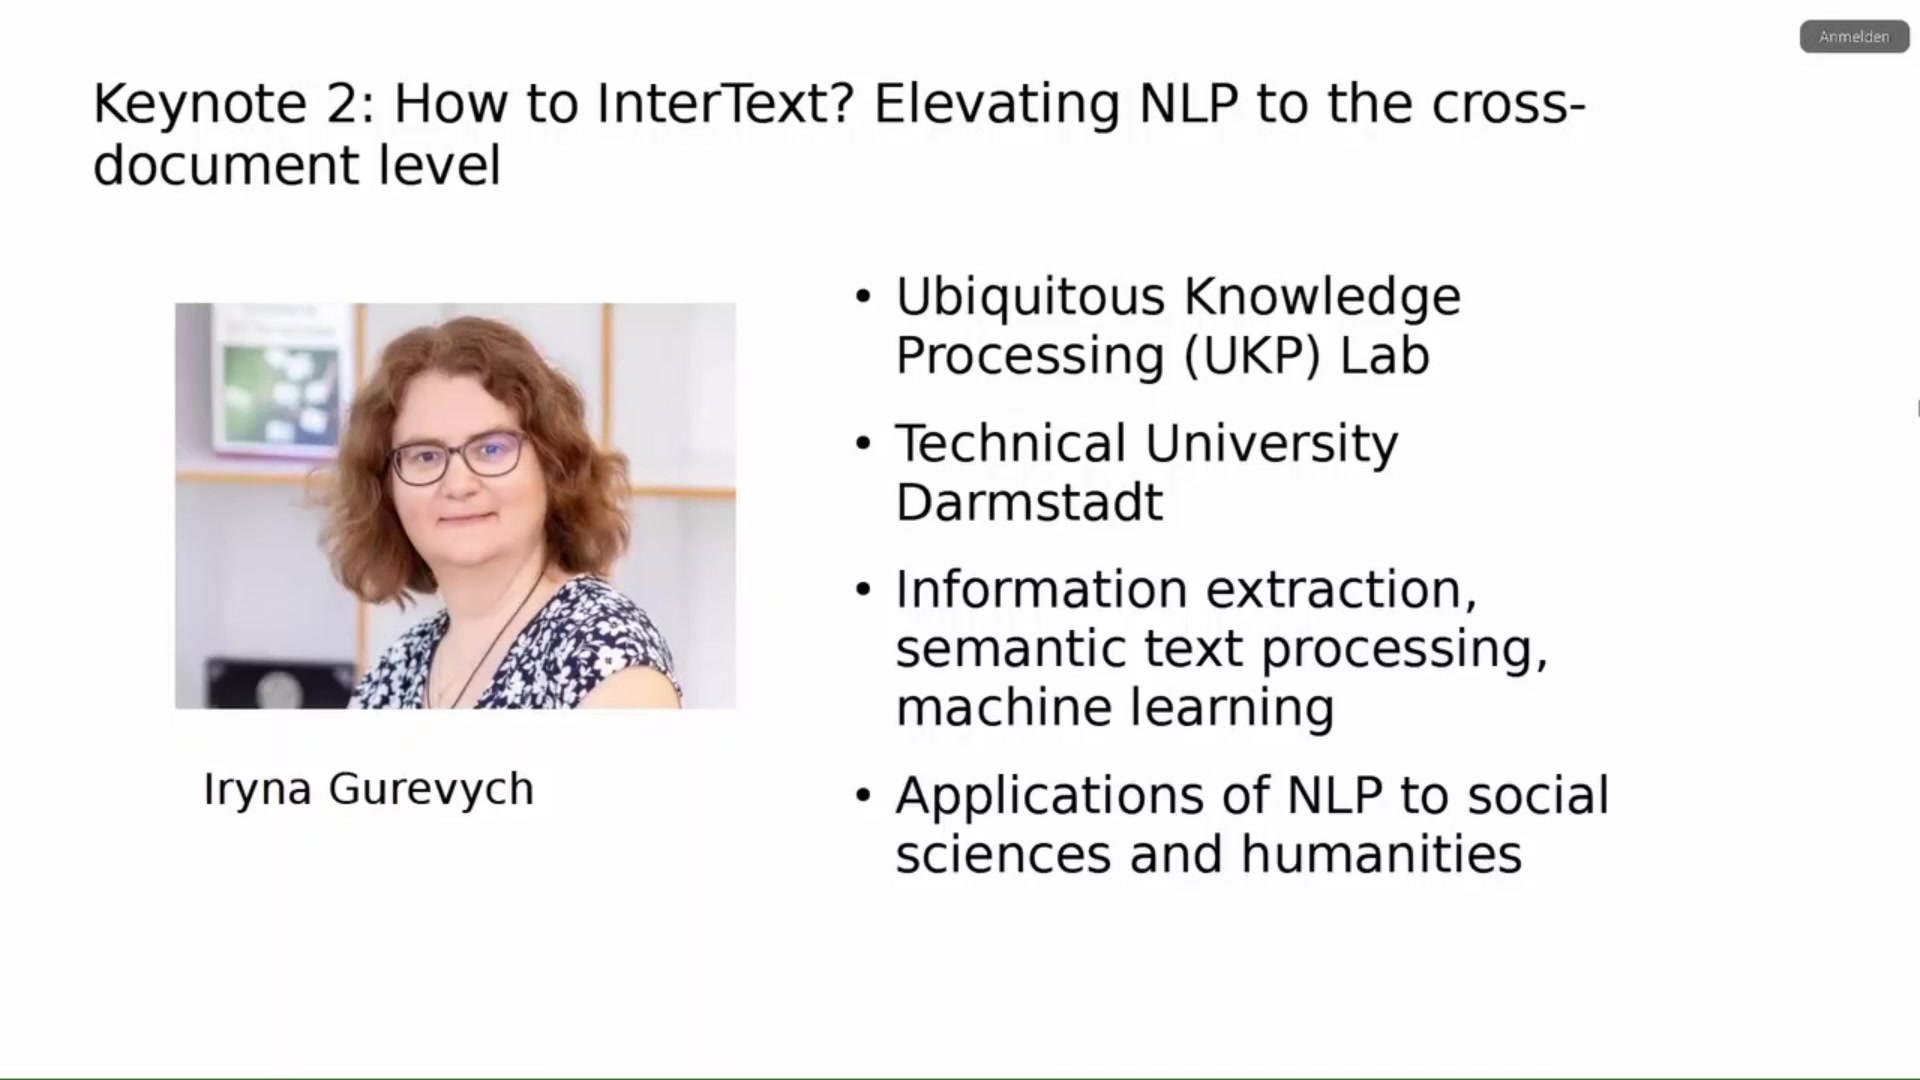 Anmelden
Keynote 2: How to InterText? Elevating NLP to the cross-
document level
• Ubiquitous Knowledge
Processing (UKP) Lab
• Technical University
Darmstadt
• Information extraction,
semantic text processing,
machine learning
• Applications of NLP to social
sciences and humanities
Iryna Gurevych